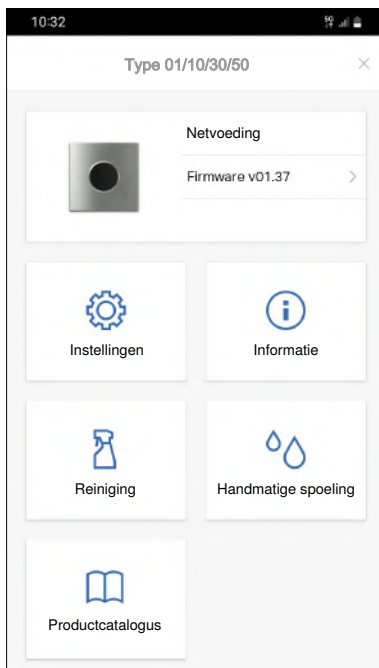 10:32
Type 01/10/30/50
Netvoeding
Firmware v01.37
Instellingen
Informatie
Reiniging
Handmatige spoeling
Productcatalogus